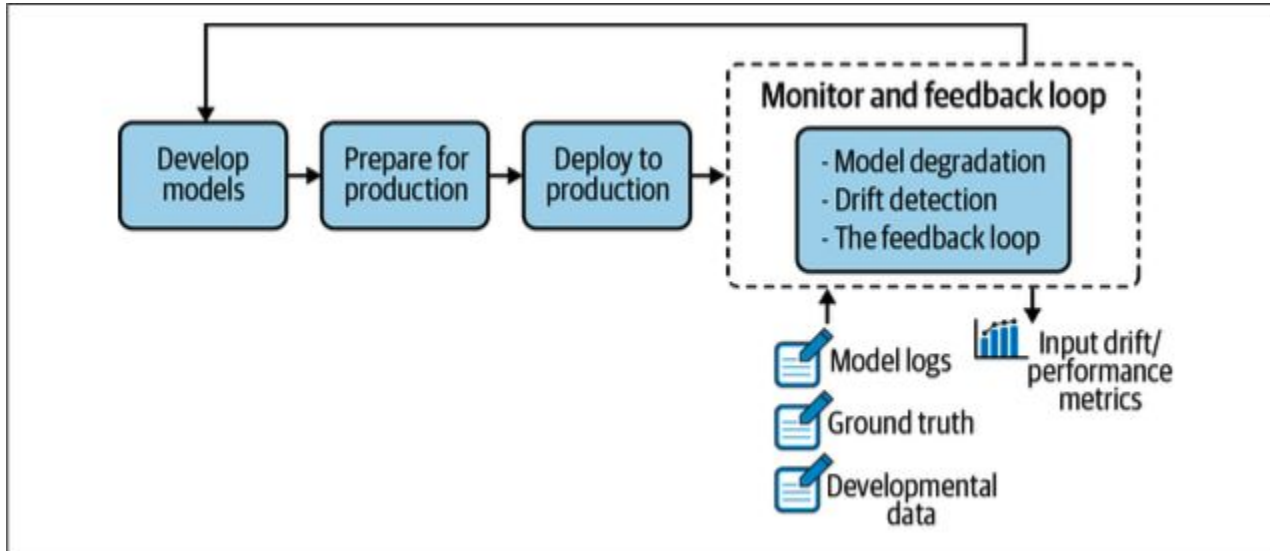 Monitor and feedback loop
Develop
models
Prepare for
production
Deploy to
production
- Model degradation
- Drift detection
- The feedback loop
Model logs
Ground truth
Developmental
data
Input drift/
performance
metrics